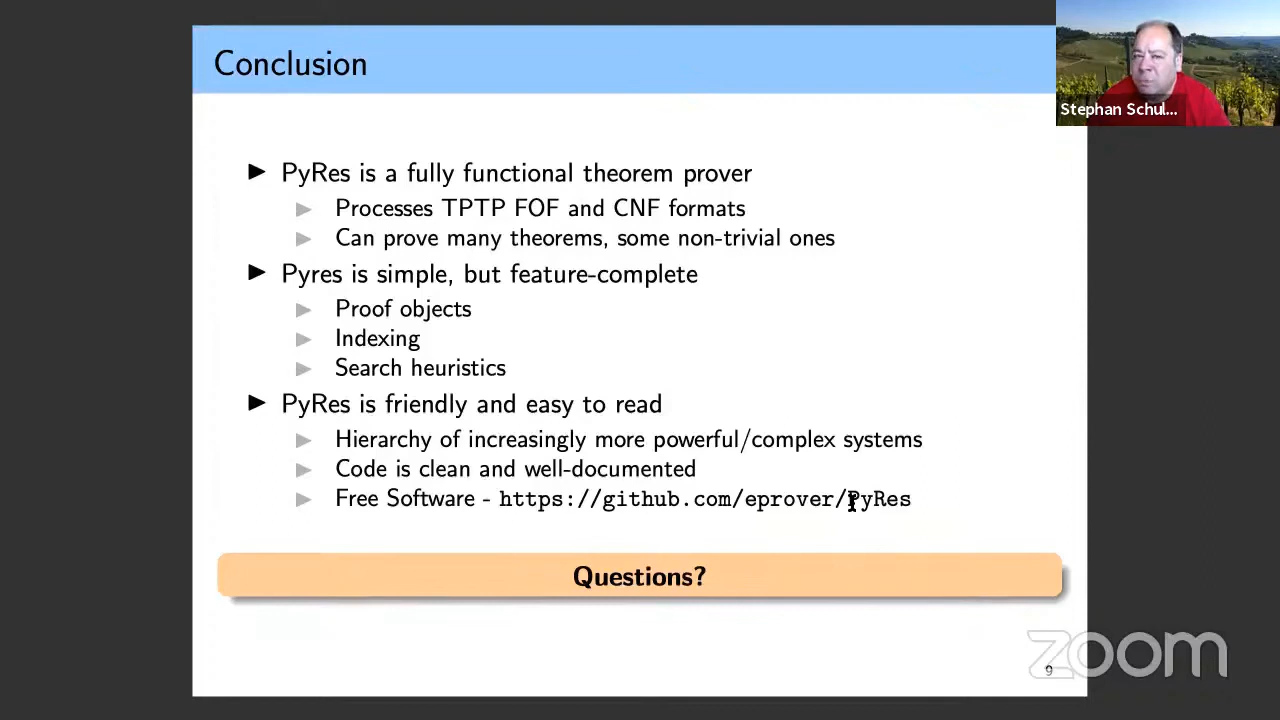 Conclusion
Stephan Schul...
PyRes is a fully functional theorem prover
Processes TPTP FOF and CNF formats
Can prove many theorems, some non-trivial ones
Pyres is simple, but feature-complete
Proof objects
Indexing
Search heuristics
PyRes is friendly and easy to read
Hierarchy of increasingly more powerful/complex systems
Code is clean and well-documented
Free Software - https://github.com/eprover/PyRes
Questions?
zoom
9